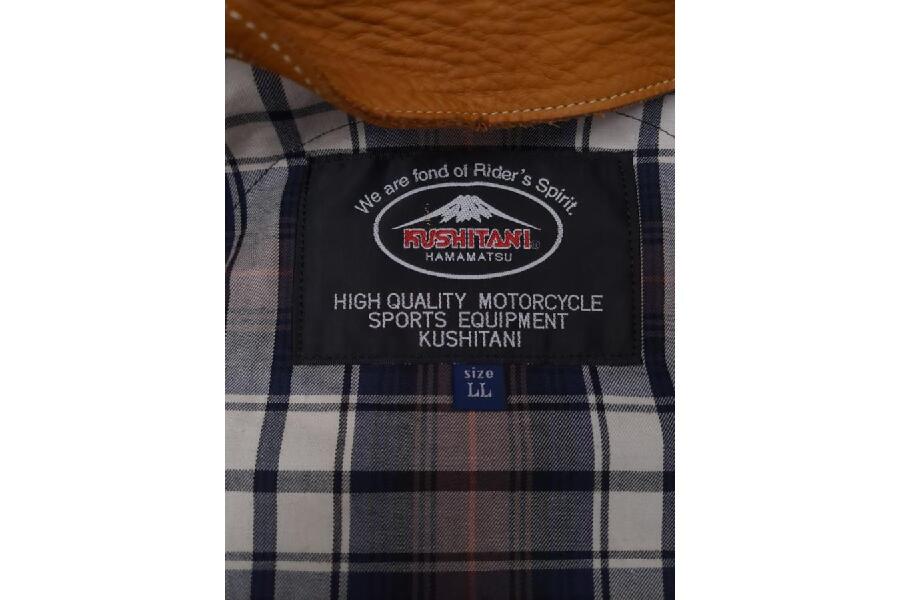 We are fond of Rider's Spirit.
KUSHITANI®
HAMAMATSU
HIGH QUALITY MOTORCYCLE
SPORTS EQUIPMENT
KUSHITANI
size
LL